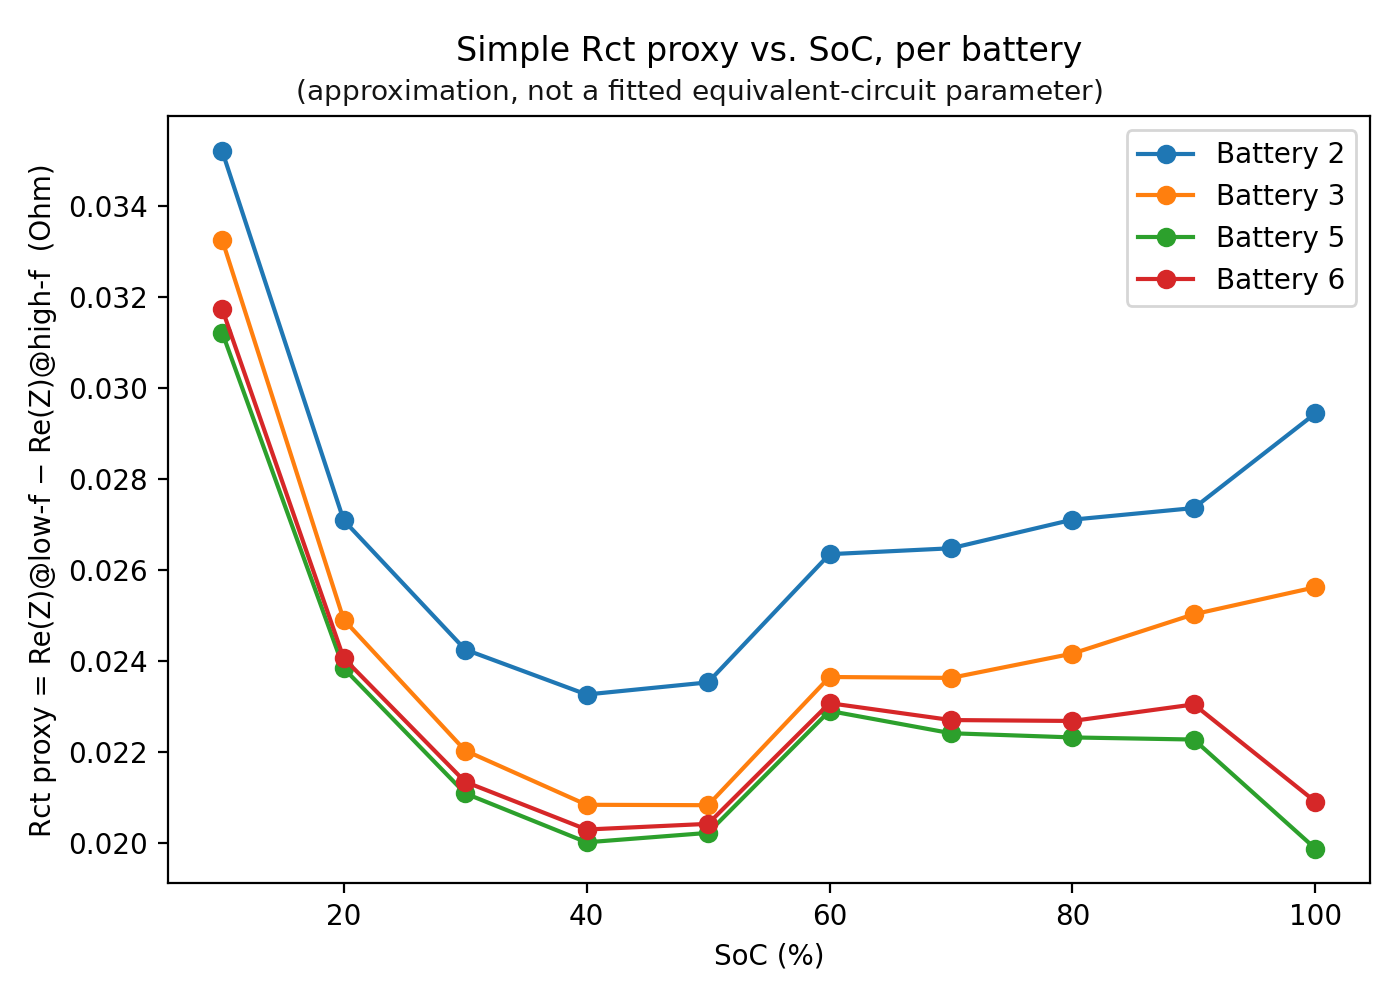 Simple Rct proxy vs. SoC, per battery
(approximation, not a fitted equivalent-circuit parameter)
Rct proxy = Re(Z)@low-f − Re(Z)@high-f (Ohm)
0.034
0.032
0.030
0.028
0.026
0.024
0.022
0.020
Battery 2
Battery 3
Battery 5
Battery 6
20
40
60
80
100
SoC (%)